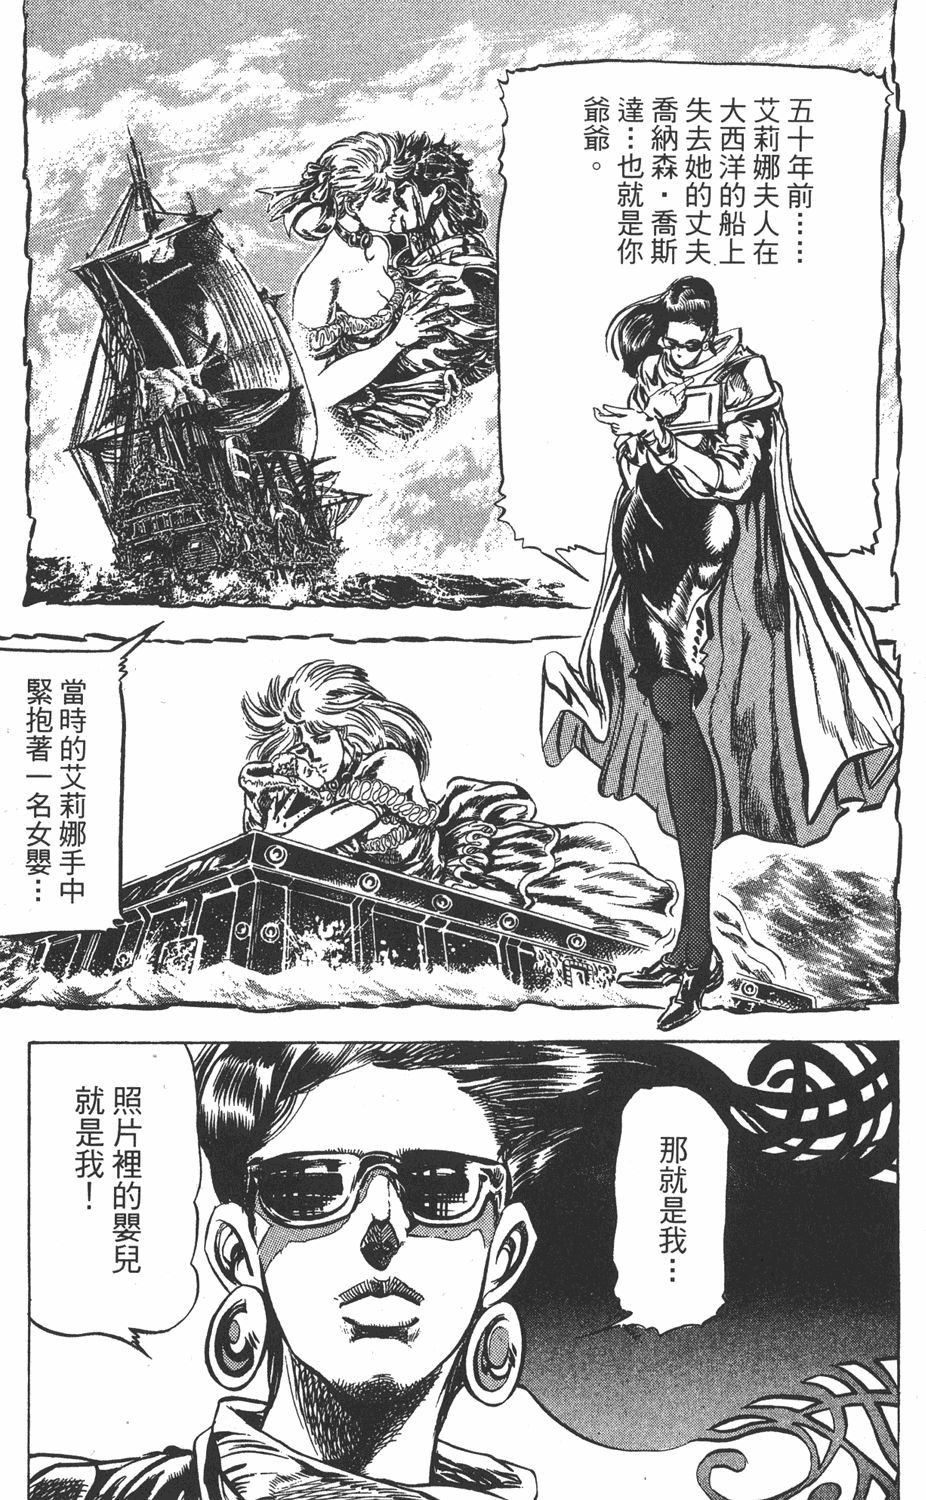 五十年前……
艾莉娜夫人在
大西洋的船上
失去她的丈夫
喬納森·喬斯
達…也就是你
爺爺。
當時的艾莉娜手中
緊抱著一名女嬰…
那就是我…
照片裡的嬰兒
就是我！